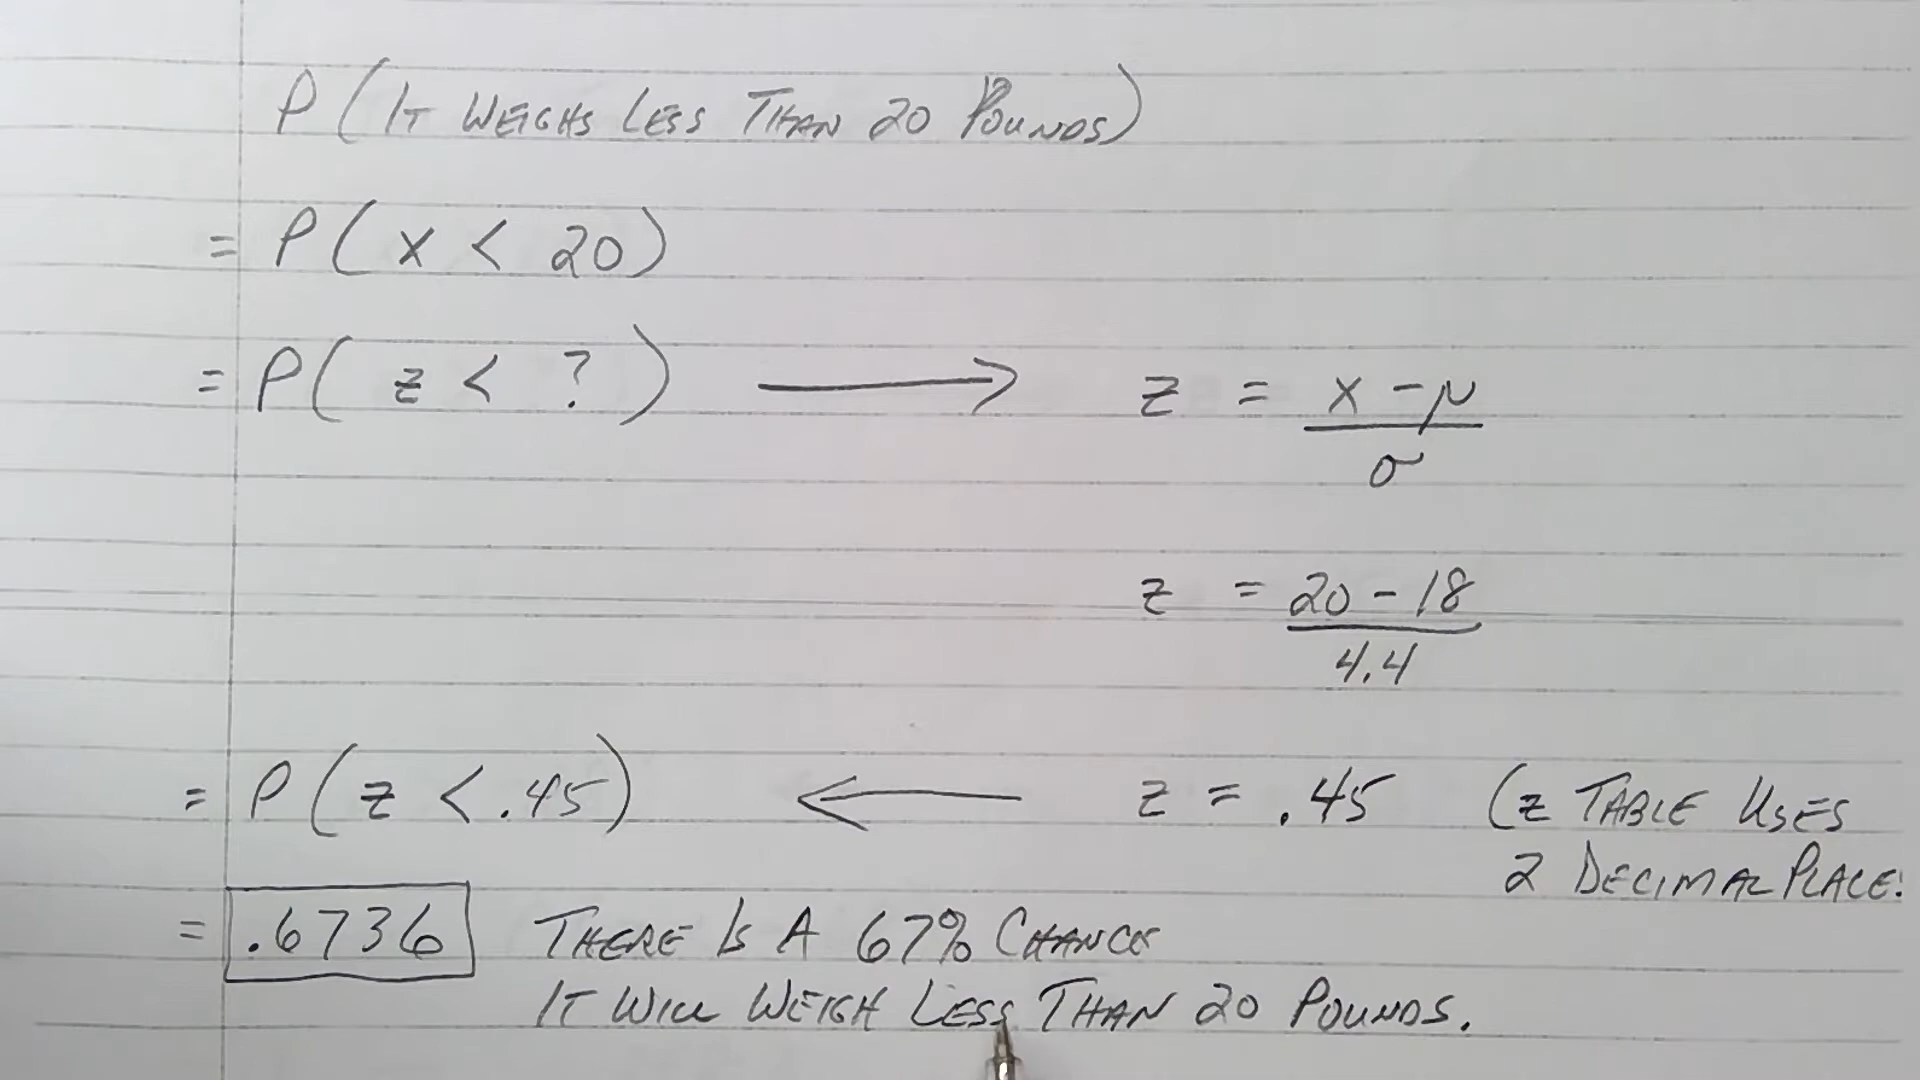 P(IT WEIGHS LESS THAN 20 POUNDS)
= P(x < 20)
= P(z < ?) → z = x - μ / σ
z = 20 - 18 / 4.4
= P(z < .45) ← z = .45 (z TABLE USES
2 DECIMAL PLACE
= .6736 THERE IS A 67% CHANCE
IT WILL WEIGH LESS THAN 20 POUNDS.